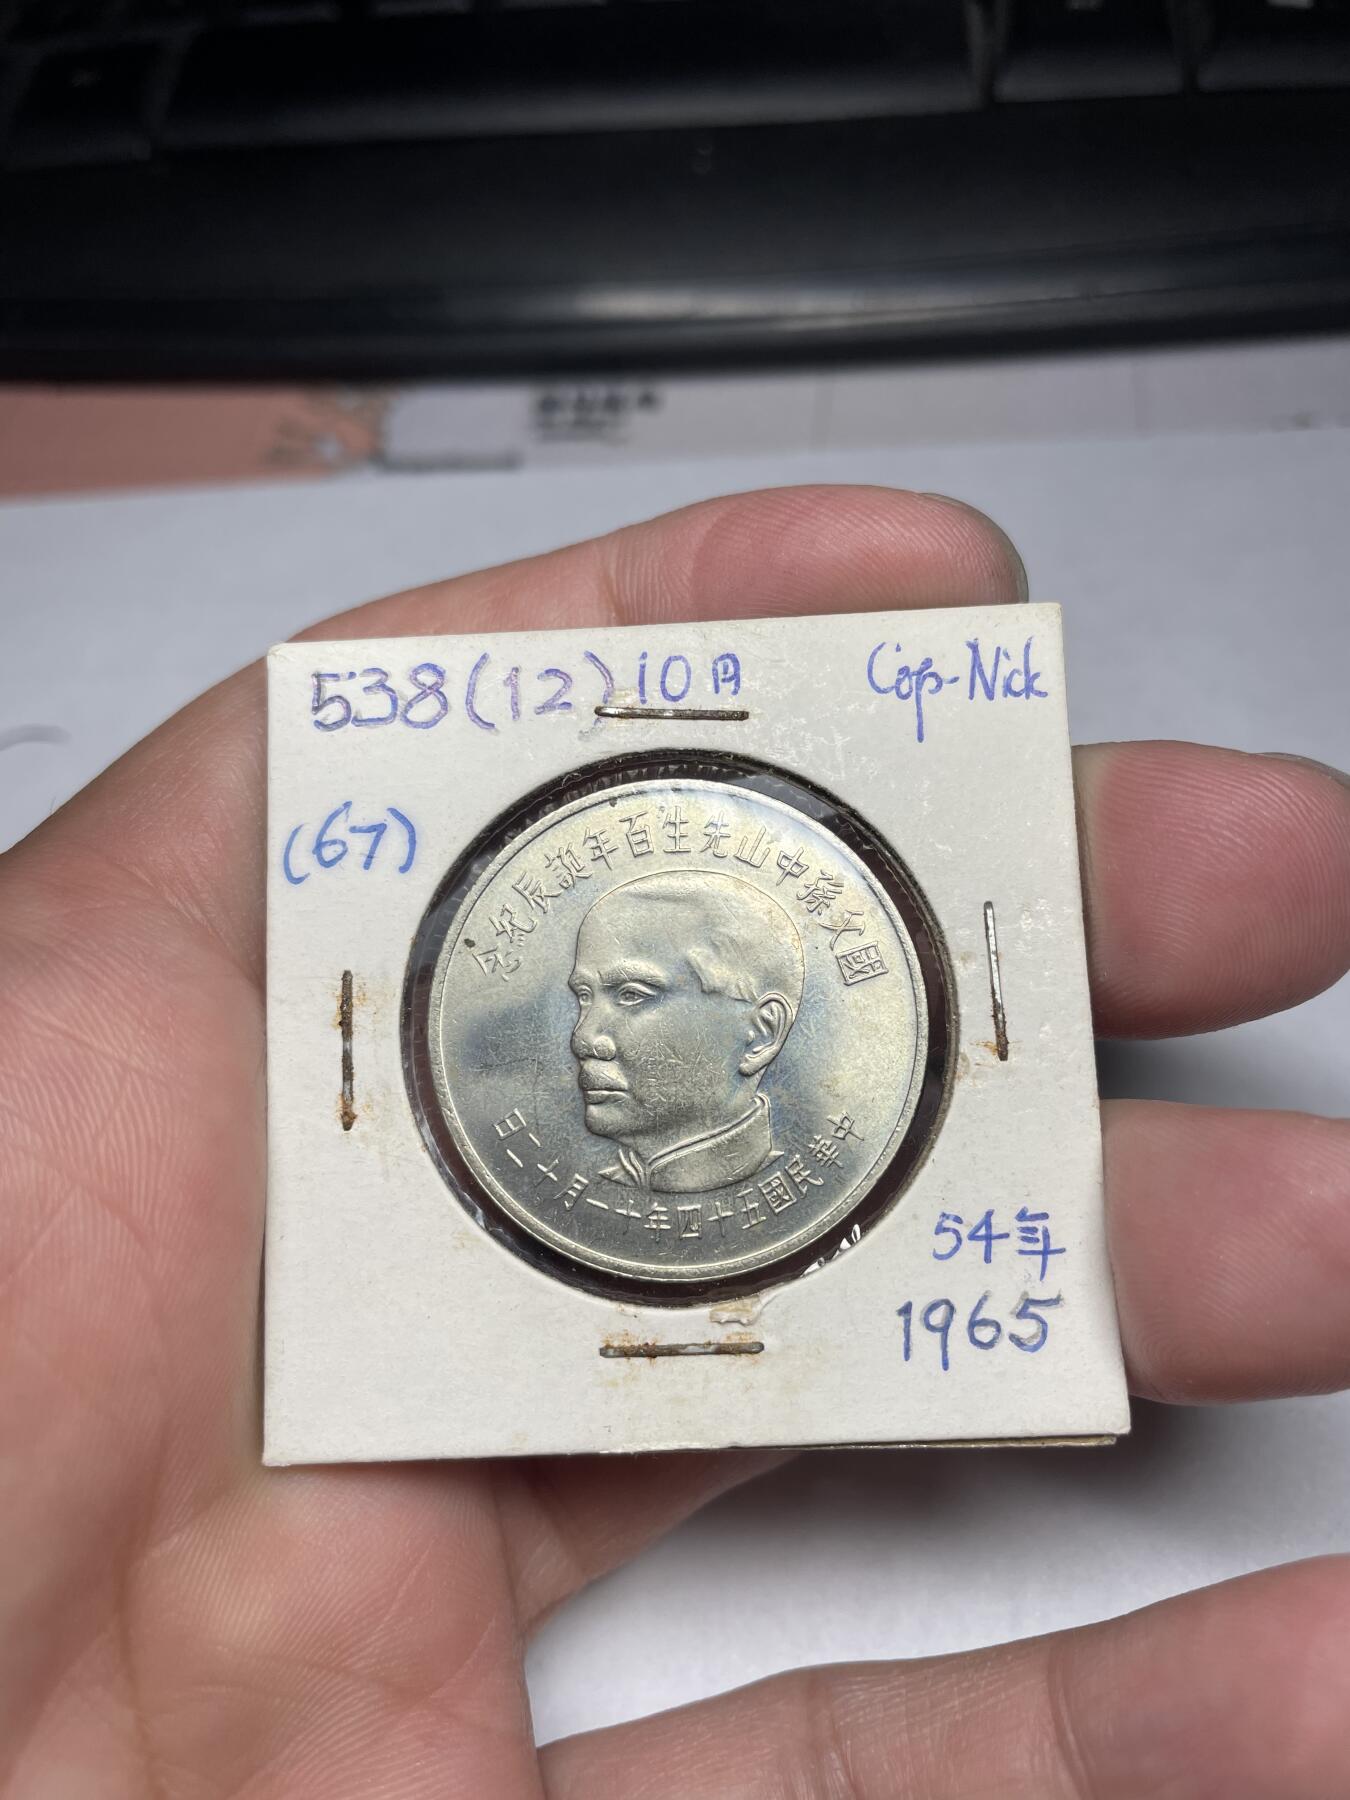 538(12) 10円 Cop-Nick
(67)
國父孫中山先生百年誕辰紀念
中華民國五十四年十一月十二日
54年
1965